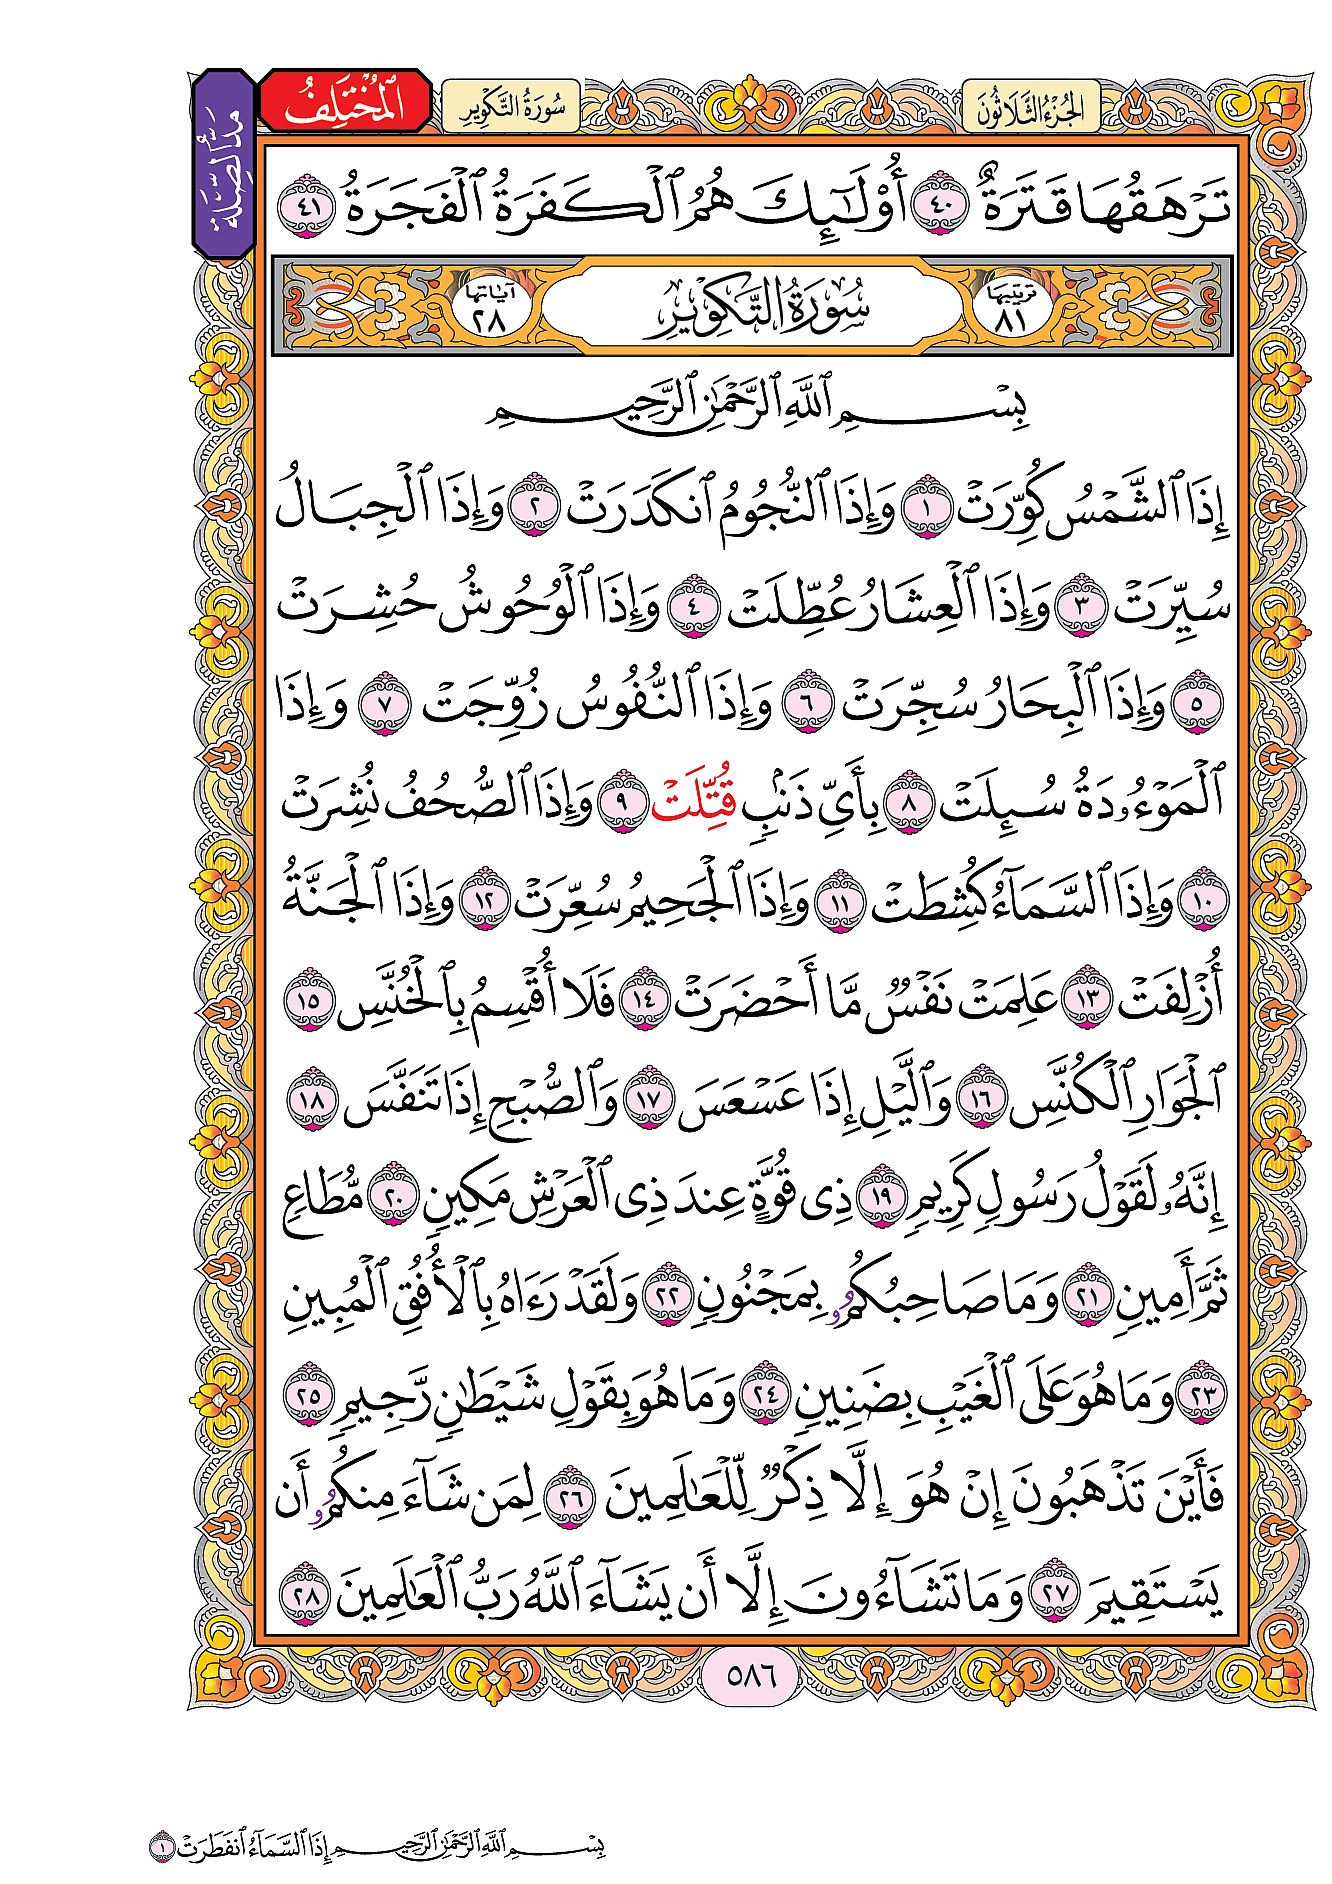 الجُزْءُ الثَّلَاثُونَ
سُورَةُ التَّكْوِيرِ
المُخْتَلِفُ
مَدُّ الصِّلَة
تَرْهَقُهَا قَتَرَةٌ ٤٠ أُوْلَٰٓئِكَ هُمُ ٱلْكَفَرَةُ ٱلْفَجَرَةُ ٤١
ترتيبها ٨١ سُورَةُ التَّكْوِيرِ آياتها ٢٨
بِسْمِ ٱللَّهِ ٱلرَّحْمَٰنِ ٱلرَّحِيمِ
إِذَا ٱلشَّمْسُ كُوِّرَتْ ١ وَإِذَا ٱلنُّجُومُ ٱنكَدَرَتْ ٢ وَإِذَا ٱلْجِبَالُ
سُيِّرَتْ ٣ وَإِذَا ٱلْعِشَارُ عُطِّلَتْ ٤ وَإِذَا ٱلْوُحُوشُ حُشِرَتْ
٥ وَإِذَا ٱلْبِحَارُ سُجِّرَتْ ٦ وَإِذَا ٱلنُّفُوسُ زُوِّجَتْ ٧ وَإِذَا
ٱلْمَوْءُۥدَةُ سُئِلَتْ ٨ بِأَىِّ ذَنۢبٍ قُتِّلَتْ ٩ وَإِذَا ٱلصُّحُفُ نُشِرَتْ
١٠ وَإِذَا ٱلسَّمَآءُ كُشِطَتْ ١١ وَإِذَا ٱلْجَحِيمُ سُعِّرَتْ ١٢ وَإِذَا ٱلْجَنَّةُ
أُزْلِفَتْ ١٣ عَلِمَتْ نَفْسٌ مَّا أَحْضَرَتْ ١٤ فَلَا أُقْسِمُ بِٱلْخُنَّسِ ١٥
ٱلْجَوَارِ ٱلْكُنَّسِ ١٦ وَٱلَّيْلِ إِذَا عَسْعَسَ ١٧ وَٱلصُّبْحِ إِذَا تَنَفَّسَ ١٨
إِنَّهُۥ لَقَوْلُ رَسُولٍ كَرِيمٍ ١٩ ذِى قُوَّةٍ عِندَ ذِى ٱلْعَرْشِ مَكِينٍ ٢٠ مُّطَاعٍ
ثَمَّ أَمِينٍ ٢١ وَمَا صَاحِبُكُمُۥ بِمَجْنُونٍ ٢٢ وَلَقَدْ رَءَاهُ بِٱلْأُفُقِ ٱلْمُبِينِ
٢٣ وَمَا هُوَ عَلَى ٱلْغَيْبِ بِضَنِينٍ ٢٤ وَمَا هُوَ بِقَوْلِ شَيْطَٰنٍ رَّجِيمٍ ٢٥
فَأَيْنَ تَذْهَبُونَ إِنْ هُوَ إِلَّا ذِكْرٌ لِّلْعَٰلَمِينَ ٢٦ لِمَن شَآءَ مِنكُمُۥ أَن
يَسْتَقِيمَ ٢٧ وَمَا تَشَآءُونَ إِلَّا أَن يَشَآءَ ٱللَّهُ رَبُّ ٱلْعَٰلَمِينَ ٢٨
٥٨٦
بِسْمِ ٱللَّهِ ٱلرَّحْمَٰنِ ٱلرَّحِيمِ إِذَا ٱلسَّمَآءُ ٱنفَطَرَتْ ١